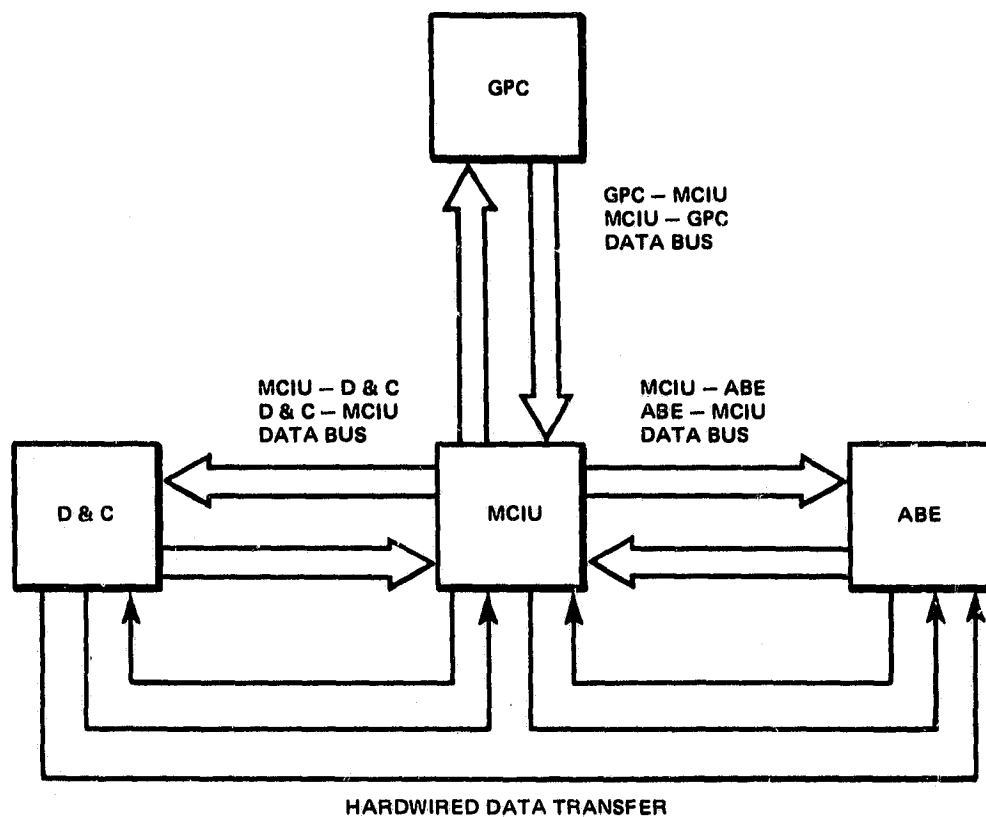 GPC
GPC – MCIU
MCIU – GPC
DATA BUS
MCIU – D & C
D & C – MCIU
DATA BUS
MCIU – ABE
ABE – MCIU
DATA BUS
D & C
MCIU
ABE
HARDWIRED DATA TRANSFER